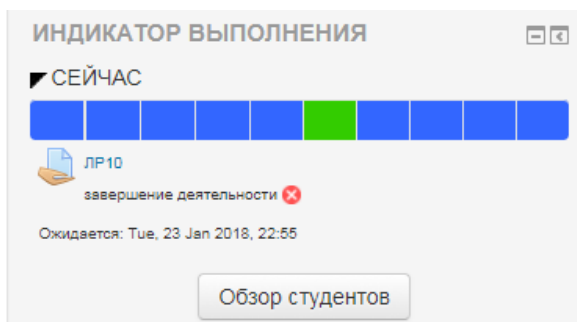 ИНДИКАТОР ВЫПОЛНЕНИЯ
СЕЙЧАС
ЛР10
завершение деятельности
Ожидается: Tue, 23 Jan 2018, 22:55
Обзор студентов